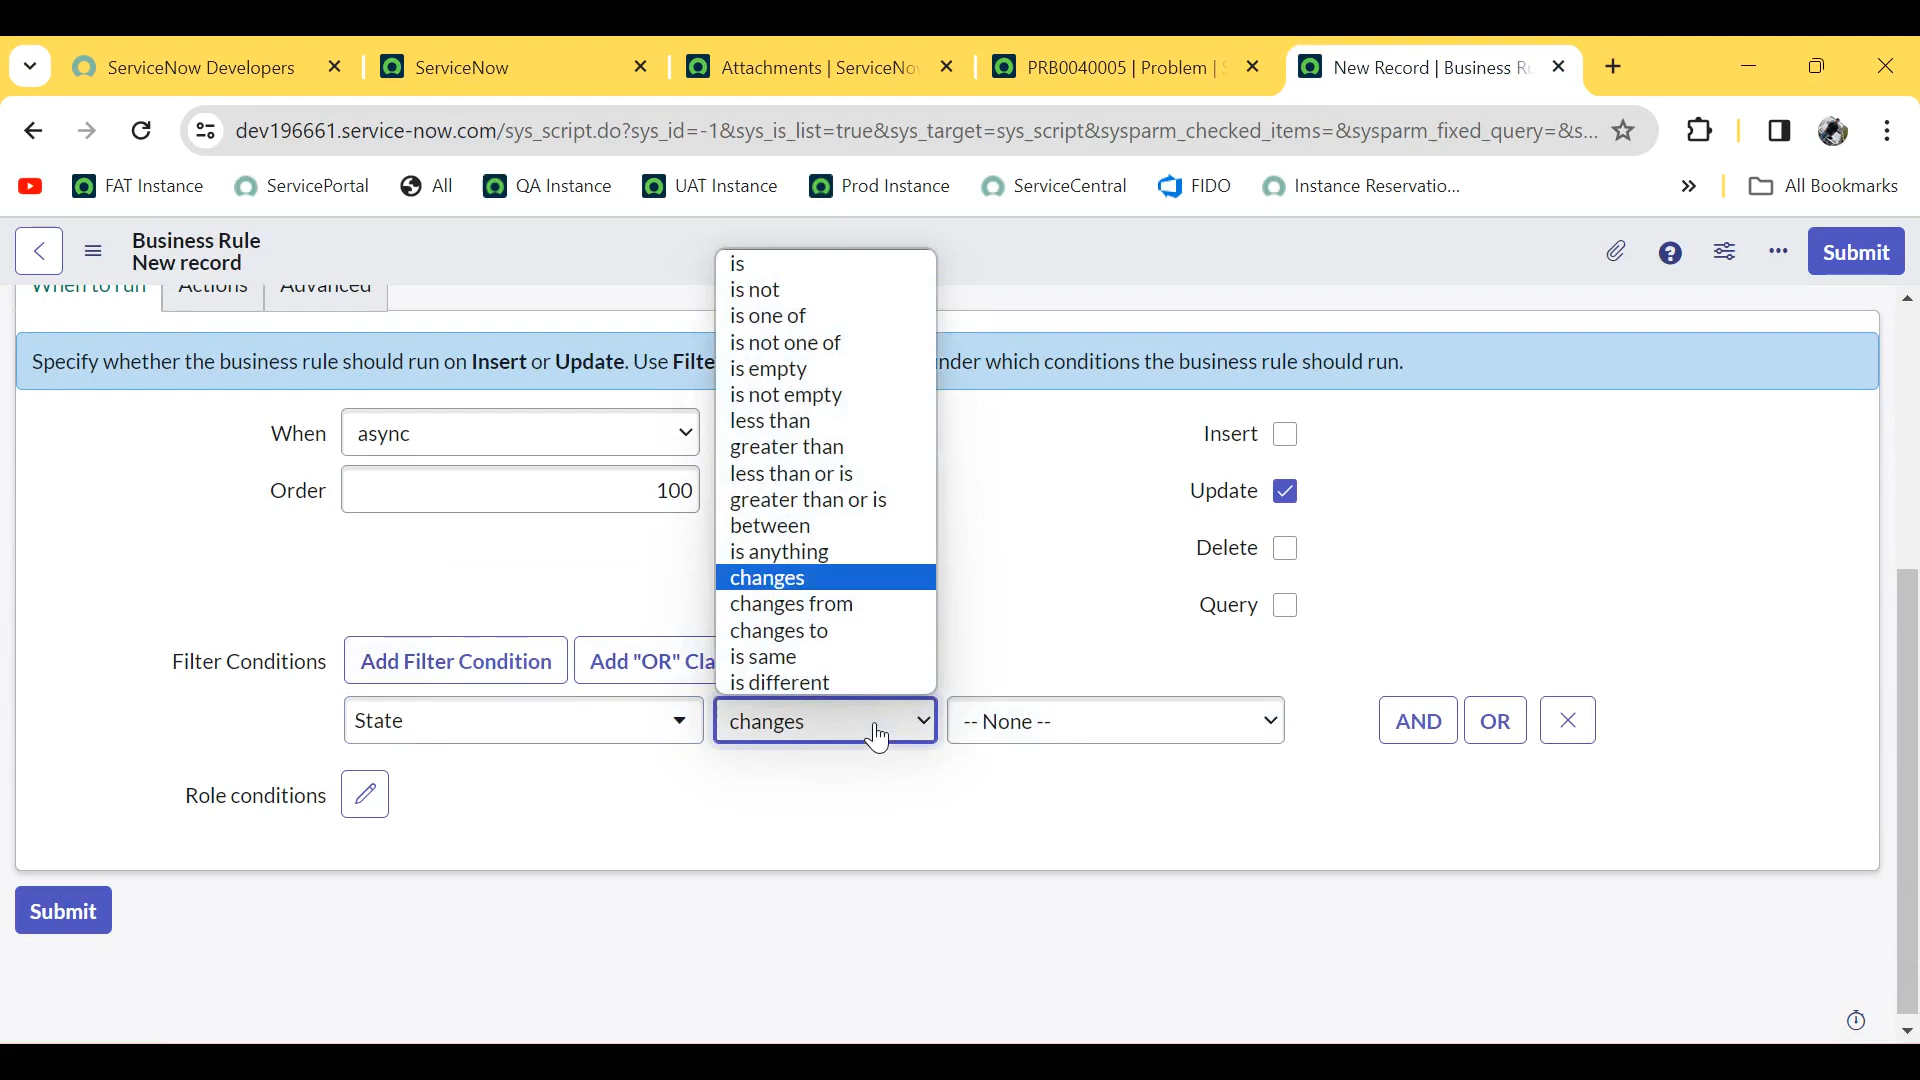 ServiceNow Developers
ServiceNow
Attachments | ServiceNo
PRB0040005 | Problem |
New Record | Business R
dev196661.service-now.com/sys_script.do?sys_id=-1&sys_is_list=true&sys_target=sys_script&sysparm_checked_items=&sysparm_fixed_query=&s...
FAT Instance
ServicePortal
All
QA Instance
UAT Instance
Prod Instance
ServiceCentral
FIDO
Instance Reservatio...
All Bookmarks
Business Rule
New record
Submit
When to run
Actions
Advanced
Specify whether the business rule should run on Insert or Update. Use Filte
nder which conditions the business rule should run.
When
async
Order
100
Insert
Update
Delete
Query
is
is not
is one of
is not one of
is empty
is not empty
less than
greater than
less than or is
greater than or is
between
is anything
changes
changes from
changes to
is same
is different
Filter Conditions
Add Filter Condition
Add "OR" Cla
State
changes
-- None --
AND
OR
Role conditions
Submit